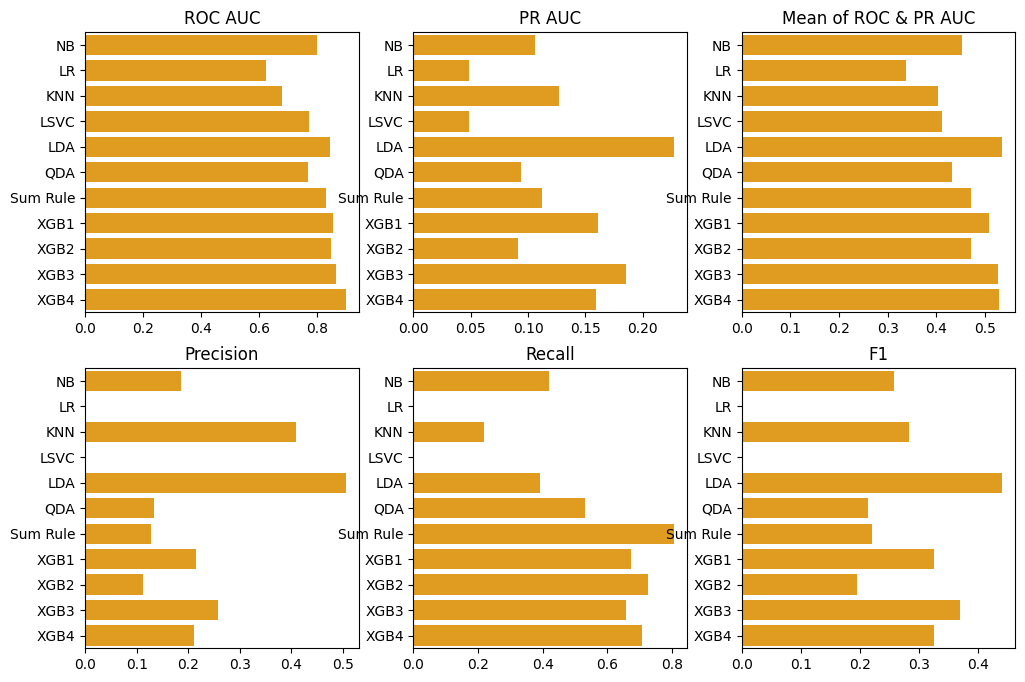 ROC AUC
NB
LR
KNN
LSVC
LDA
QDA
Sum Rule
XGB1
XGB2
XGB3
XGB4
0.0 0.2 0.4 0.6 0.8
PR AUC
NB
LR
KNN
LSVC
LDA
QDA
Sum Rule
XGB1
XGB2
XGB3
XGB4
0.00 0.05 0.10 0.15 0.20
Mean of ROC & PR AUC
NB
LR
KNN
LSVC
LDA
QDA
Sum Rule
XGB1
XGB2
XGB3
XGB4
0.0 0.1 0.2 0.3 0.4 0.5
Precision
NB
LR
KNN
LSVC
LDA
QDA
Sum Rule
XGB1
XGB2
XGB3
XGB4
0.0 0.1 0.2 0.3 0.4 0.5
Recall
NB
LR
KNN
LSVC
LDA
QDA
Sum Rule
XGB1
XGB2
XGB3
XGB4
0.0 0.2 0.4 0.6 0.8
F1
NB
LR
KNN
LSVC
LDA
QDA
Sum Rule
XGB1
XGB2
XGB3
XGB4
0.0 0.1 0.2 0.3 0.4